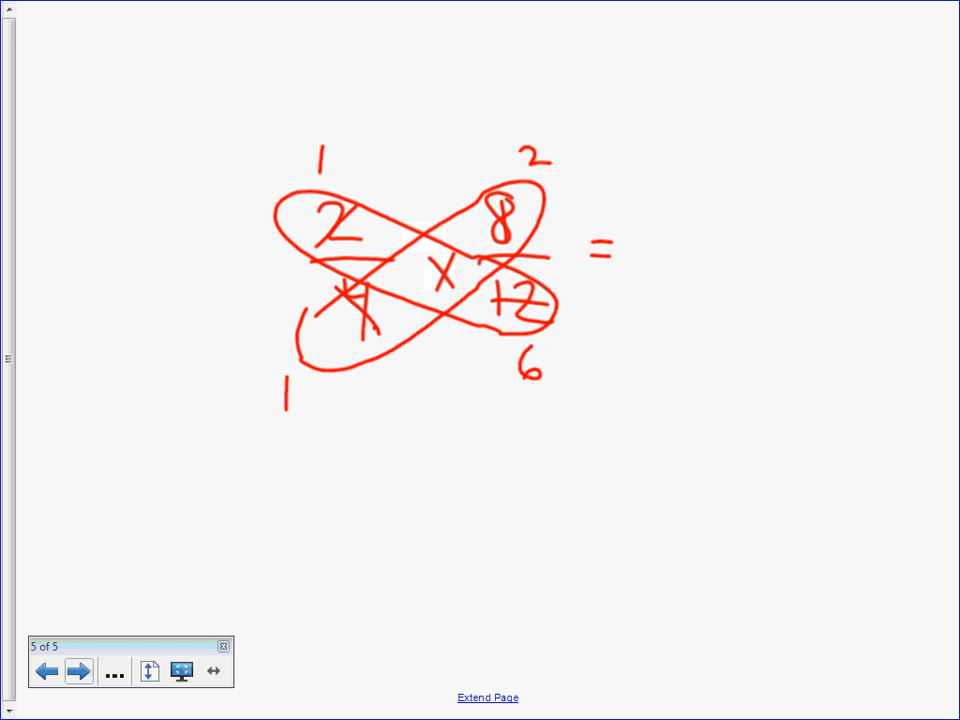 1 2
2 8
x =
4 12
1 6
5 of 5
...
Extend Page